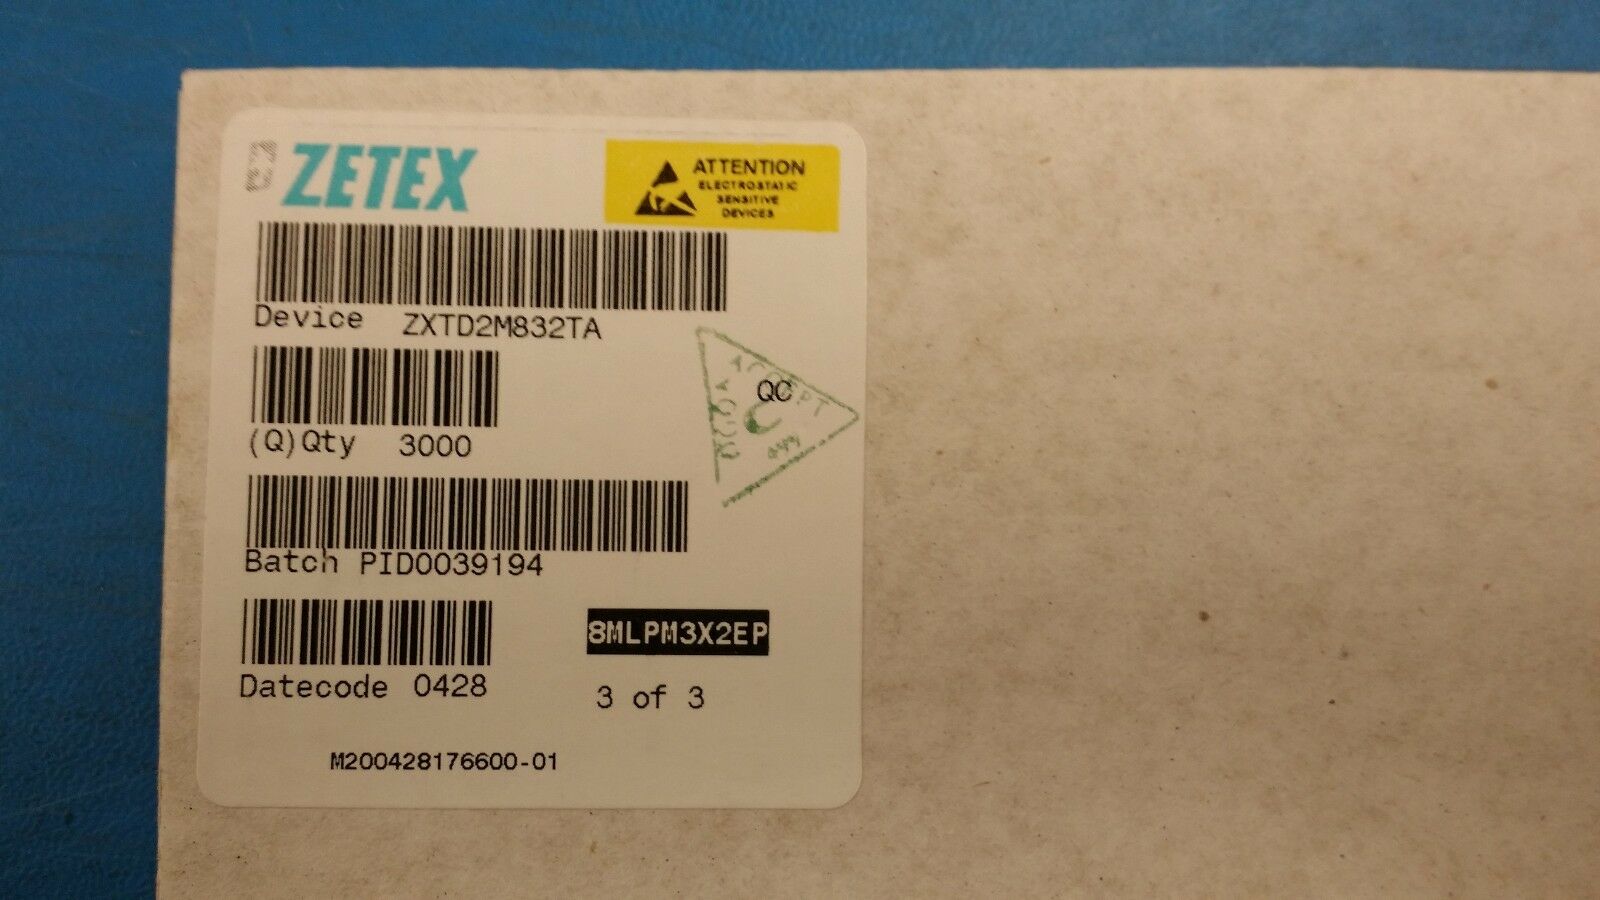 ZETEX
ATTENTION
ELECTROSTATIC
SENSITIVE
DEVICES
Device ZXTD2M832TA
ACCEPT
QC
(Q)Qty 3000
Batch PID0039194
8MLPM3X2EP
Datecode 0428
3 of 3
M200428176600-01